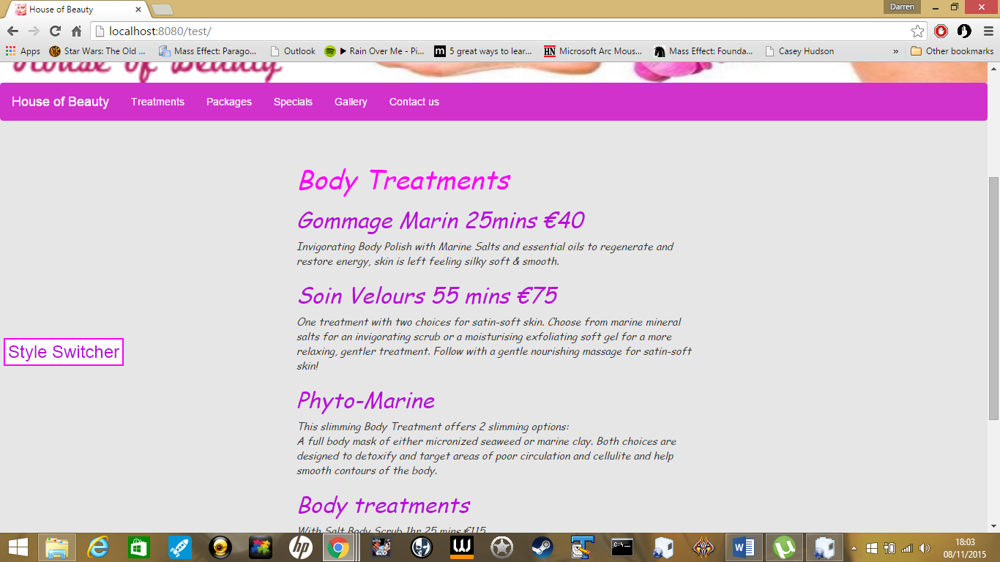 House of Beauty
Darren
localhost:8080/test/
Apps
Star Wars: The Old ...
Mass Effect: Parago...
Outlook
▶ Rain Over Me - Pi...
5 great ways to lear...
Microsoft Arc Mous...
Mass Effect: Founda...
Casey Hudson
»
Other bookmarks
House of Beauty
House of Beauty
Treatments
Packages
Specials
Gallery
Contact us
Body Treatments
Gommage Marin 25mins €40
Invigorating Body Polish with Marine Salts and essential oils to regenerate and
restore energy, skin is left feeling silky soft & smooth.
Soin Velours 55 mins €75
One treatment with two choices for satin-soft skin. Choose from marine mineral
salts for an invigorating scrub or a moisturising exfoliating soft gel for a more
relaxing, gentler treatment. Follow with a gentle nourishing massage for satin-soft
skin!
Style Switcher
Phyto-Marine
This slimming Body Treatment offers 2 slimming options:
A full body mask of either micronized seaweed or marine clay. Both choices are
designed to detoxify and target areas of poor circulation and cellulite and help
smooth contours of the body.
Body treatments
With Salt Body Scrub 1hr 25 mins €115
18:03
08/11/2015